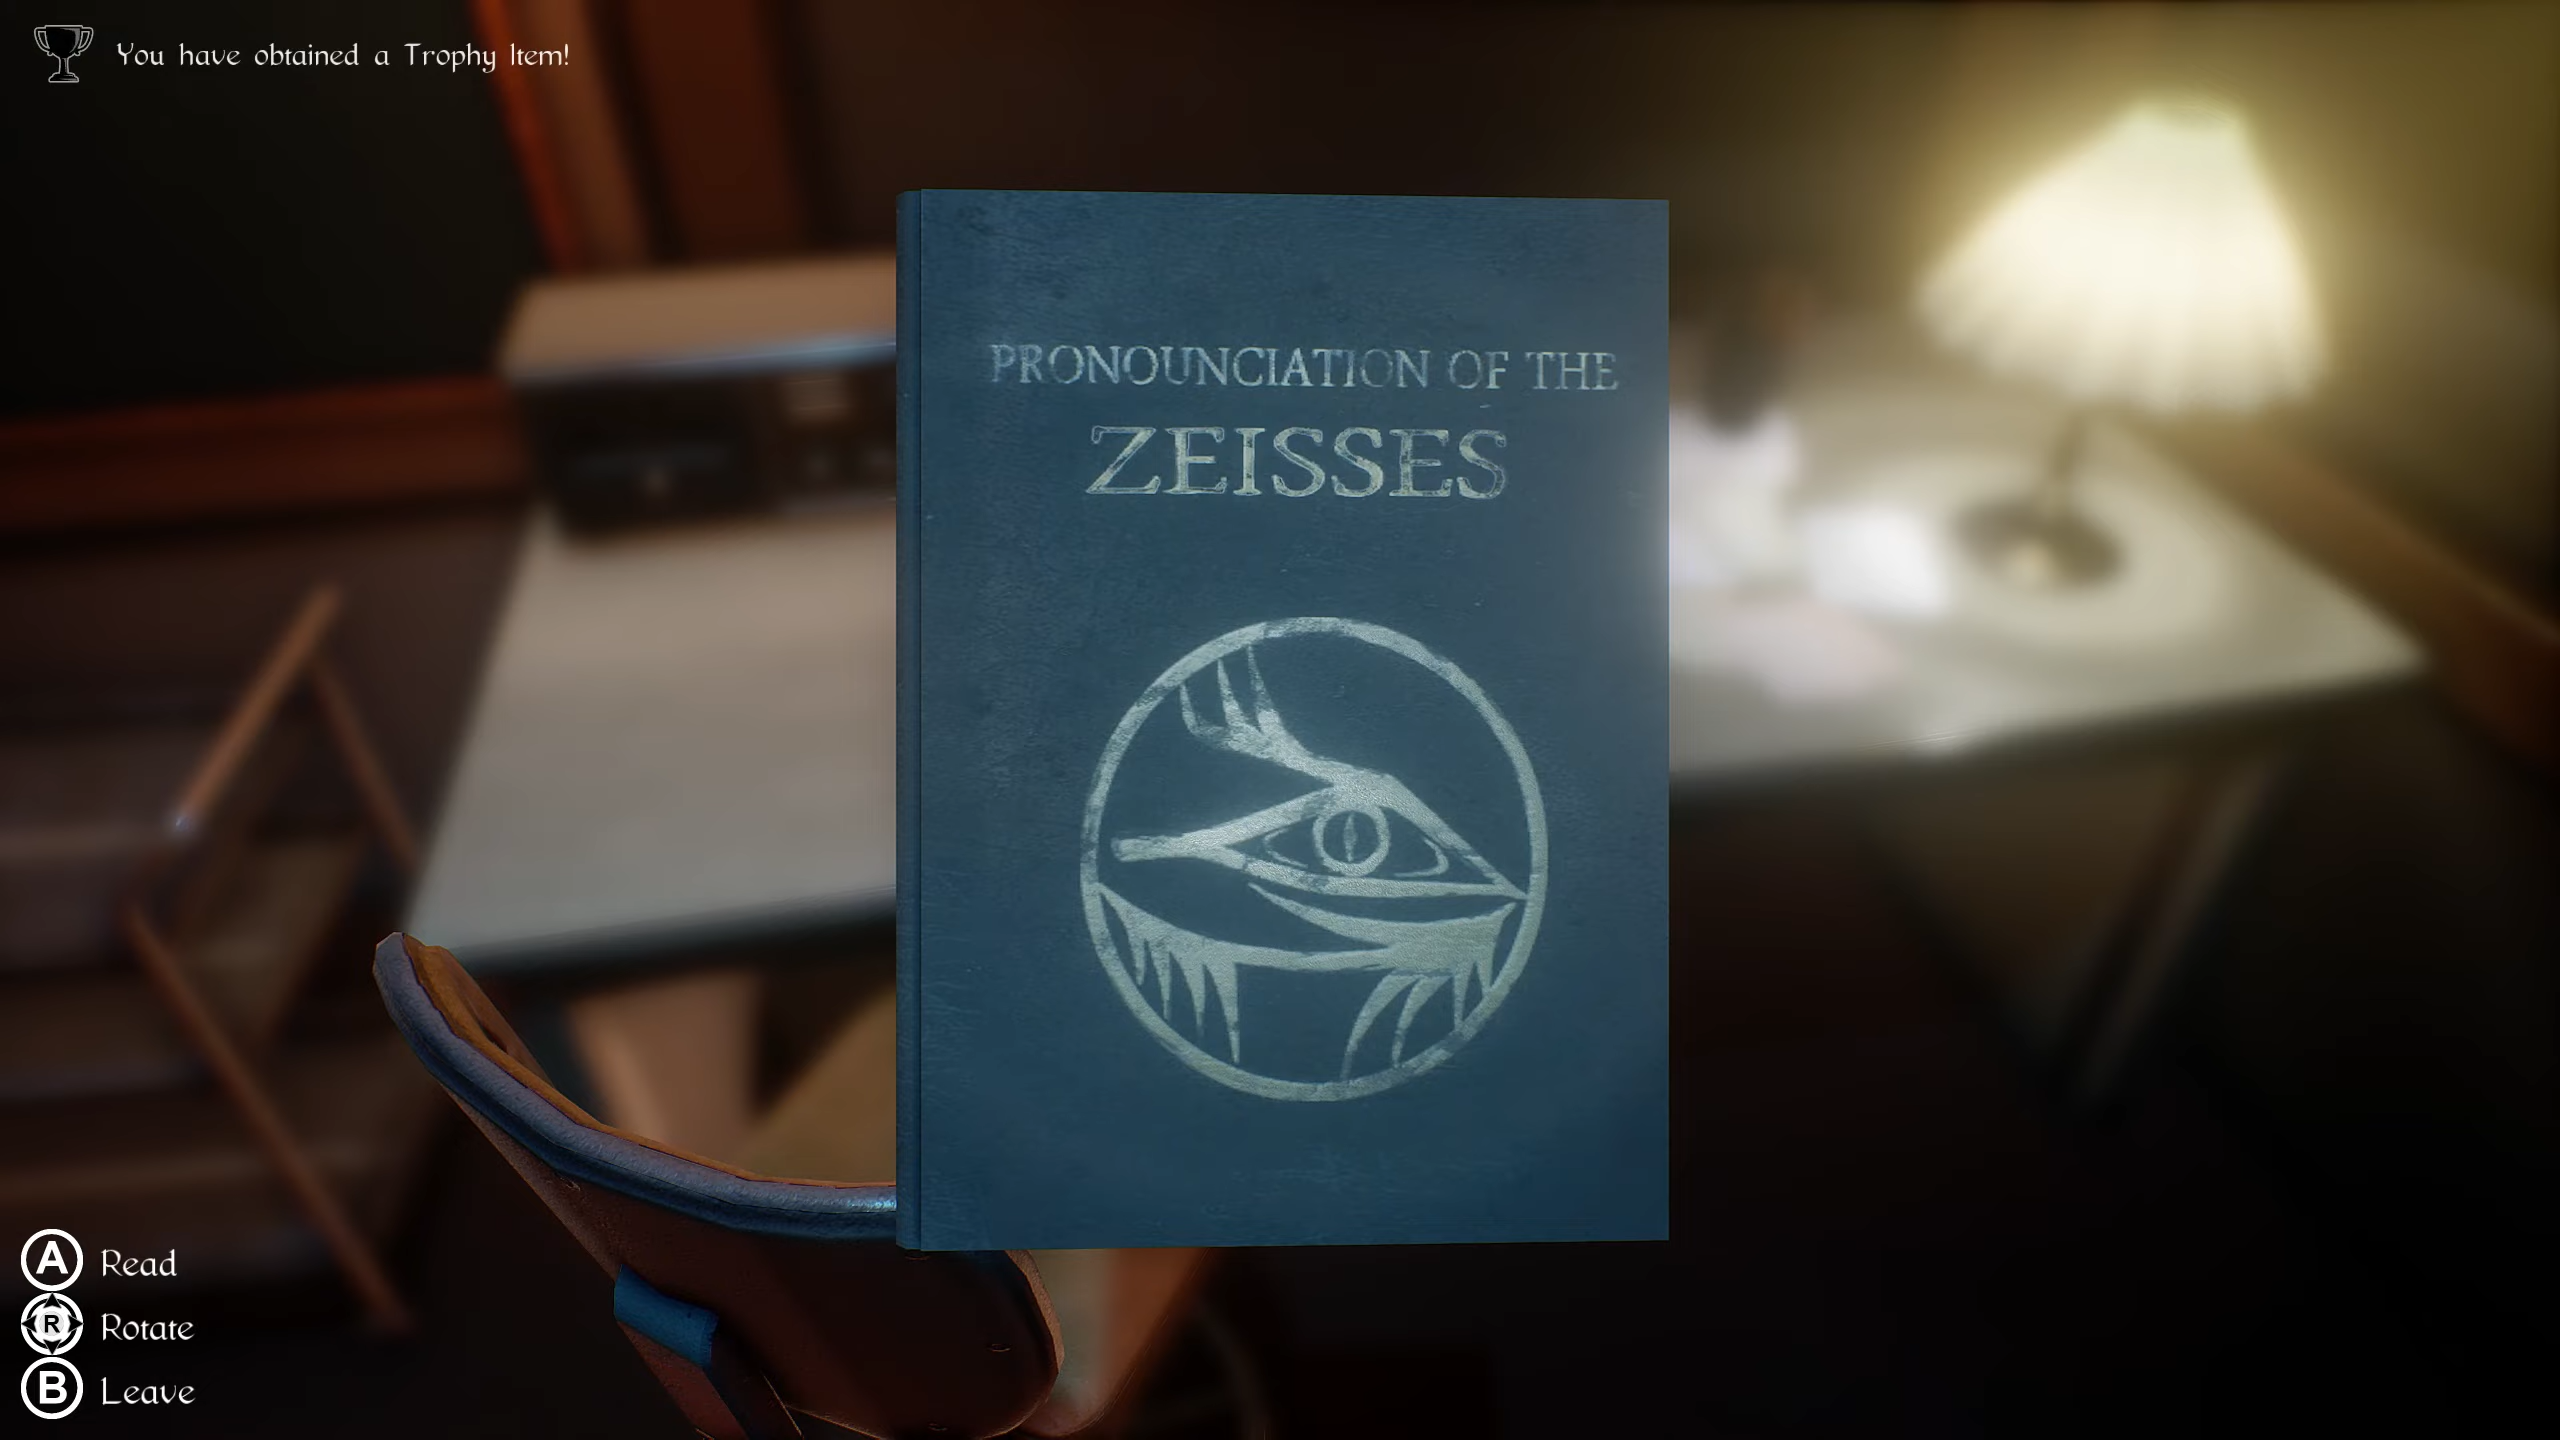 You have obtained a Trophy Item!
PRONOUNCIATION OF THE
ZEISSES
A Read
R Rotate
B Leave